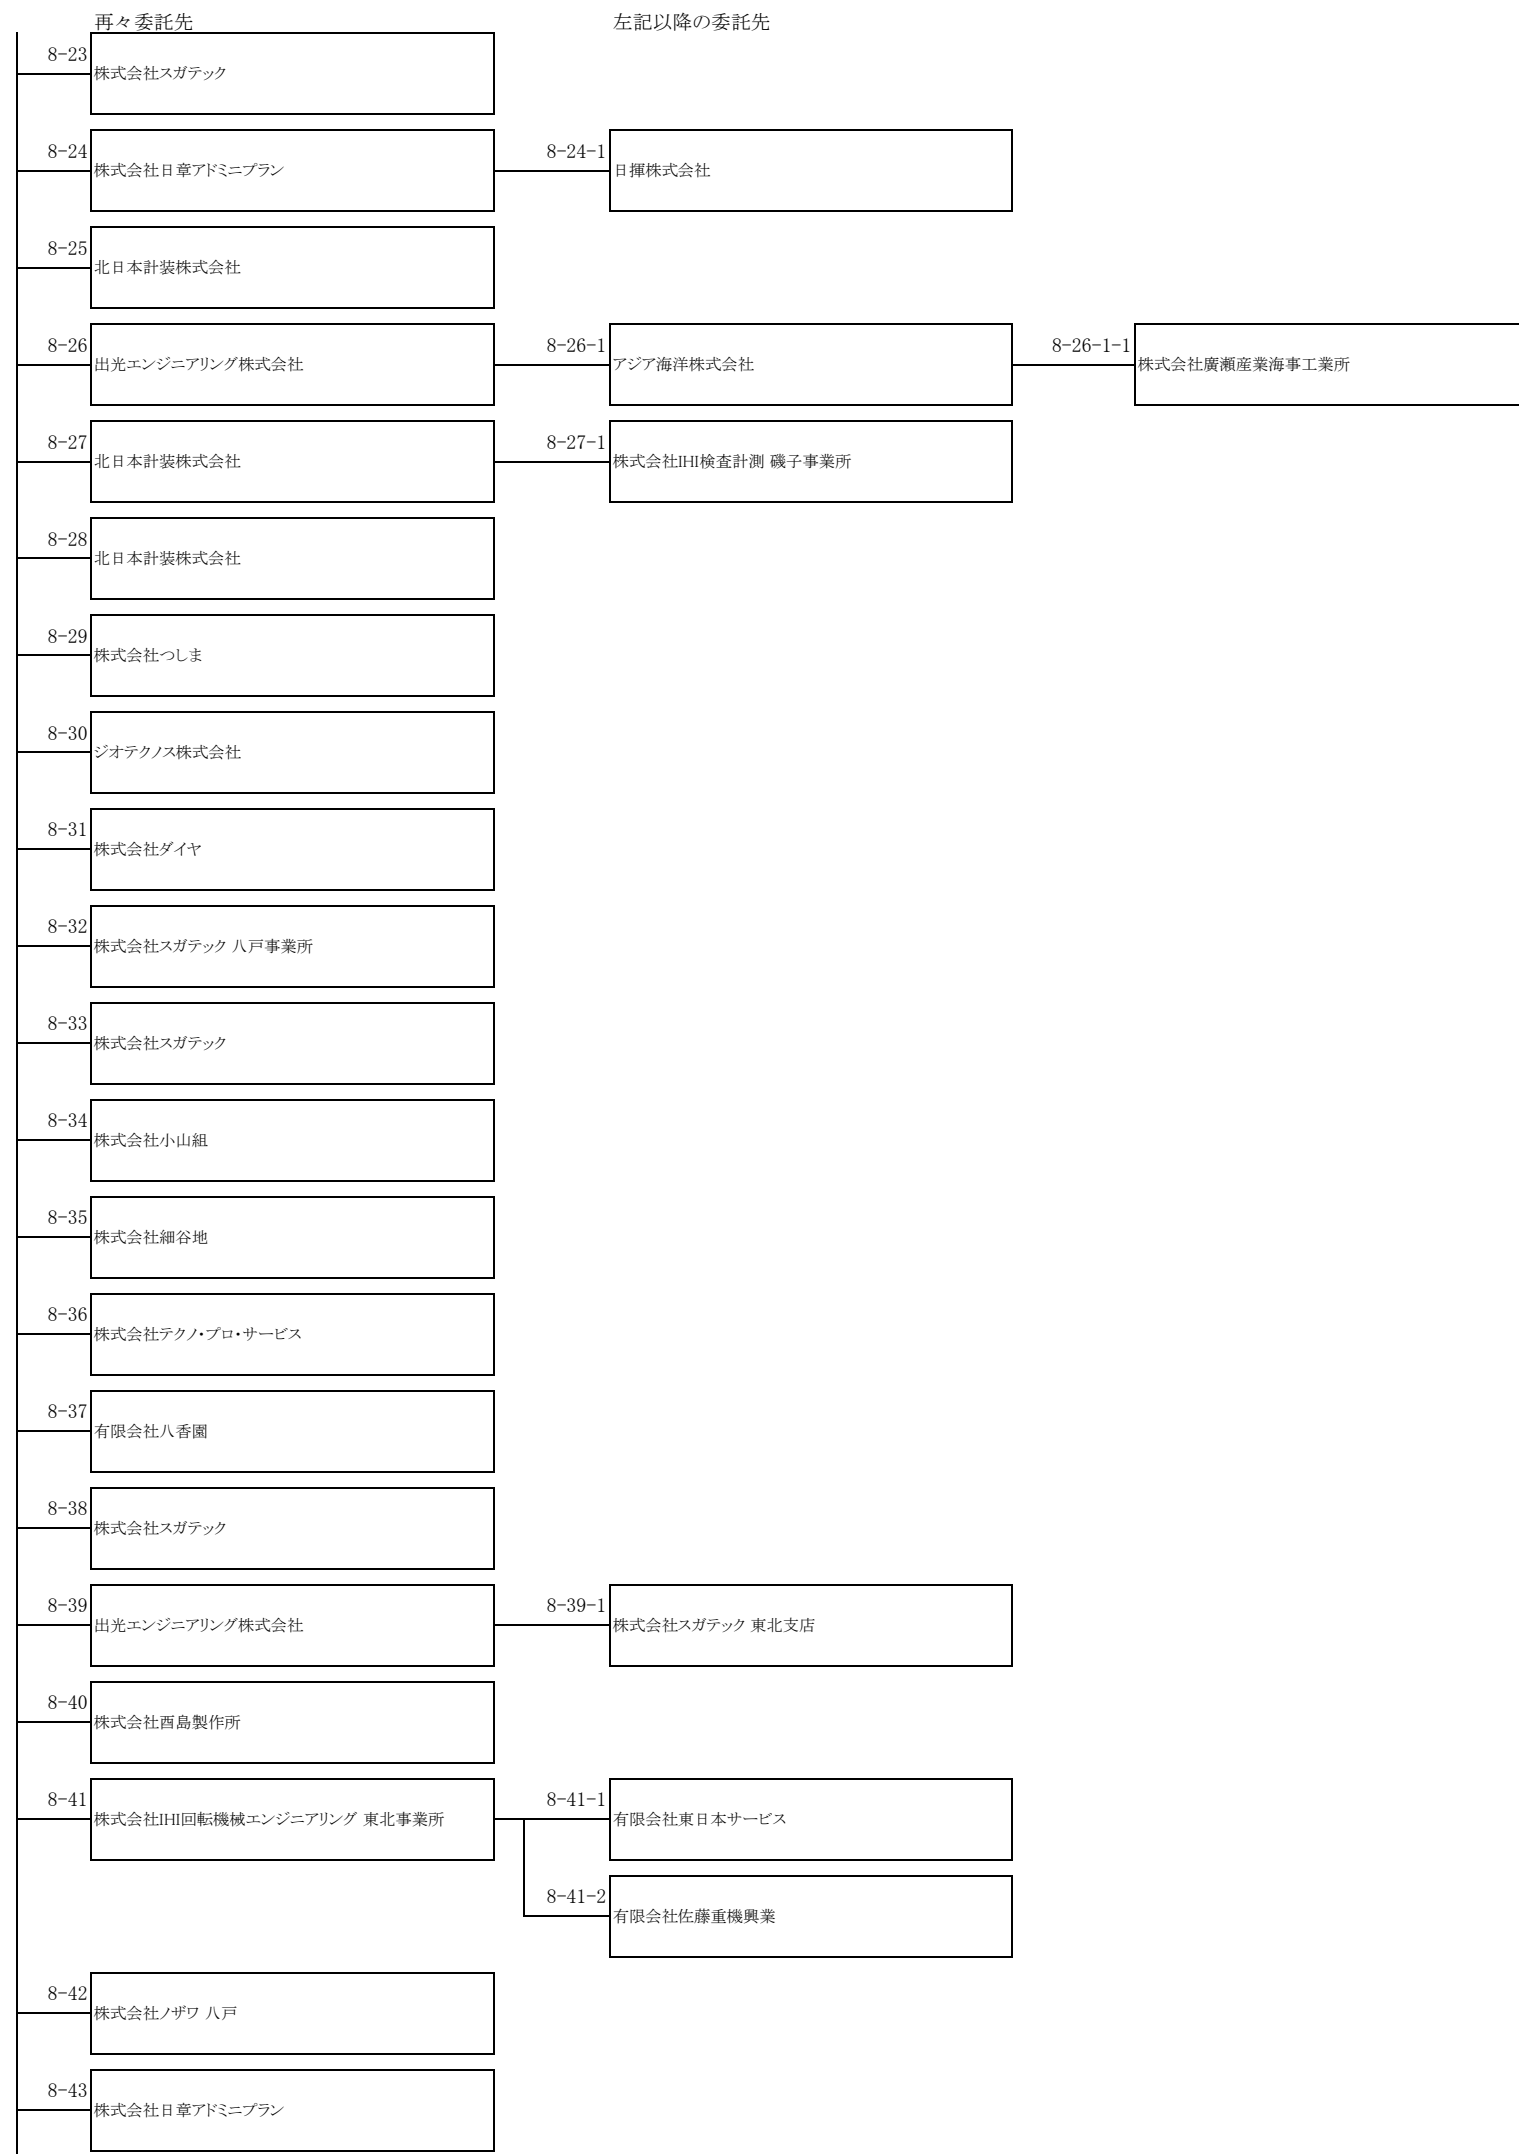 再々委託先
左記以降の委託先
8-23
株式会社スガテック
8-24
株式会社日章アドミニプラン
8-24-1
日揮株式会社
8-25
北日本計装株式会社
8-26
出光エンジニアリング株式会社
8-26-1
アジア海洋株式会社
8-26-1-1
株式会社廣瀬産業海事工業所
8-27
北日本計装株式会社
8-27-1
株式会社IHI検査計測 磯子事業所
8-28
北日本計装株式会社
8-29
株式会社つしま
8-30
ジオテクノス株式会社
8-31
株式会社ダイヤ
8-32
株式会社スガテック 八戸事業所
8-33
株式会社スガテック
8-34
株式会社小山組
8-35
株式会社細谷地
8-36
株式会社テクノ・プロ・サービス
8-37
有限会社八香園
8-38
株式会社スガテック
8-39
出光エンジニアリング株式会社
8-39-1
株式会社スガテック 東北支店
8-40
株式会社酉島製作所
8-41
株式会社IHI回転機械エンジニアリング 東北事業所
8-41-1
有限会社東日本サービス
8-41-2
有限会社佐藤重機興業
8-42
株式会社ノザワ 八戸
8-43
株式会社日章アドミニプラン